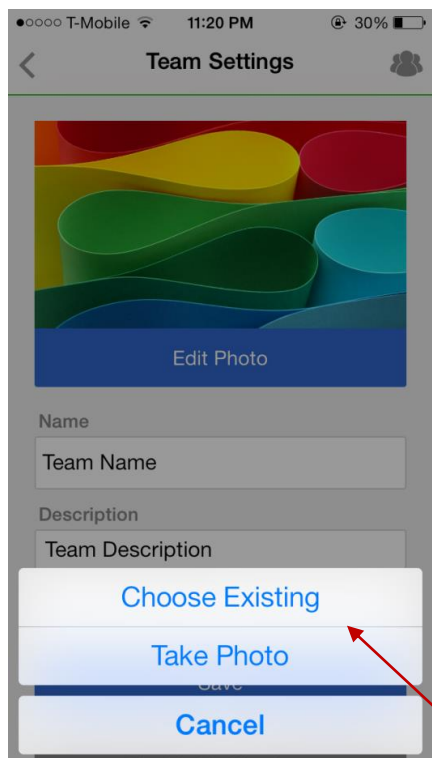 T-Mobile 11:20 PM 30%
Team Settings
Edit Photo
Name
Team Name
Description
Team Description
Choose Existing
Take Photo
Save
Cancel